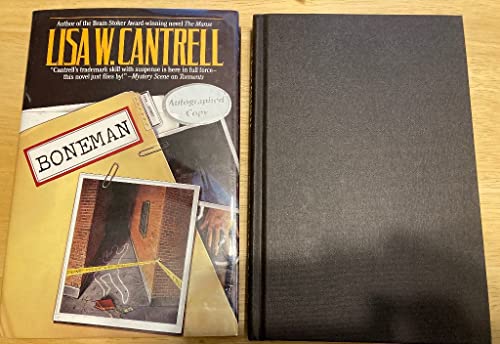 Author of the Bram Stoker Award-winning novel The Manse
LISA W. CANTRELL
"Cantrell's trademark skill with suspense is here in full force—
this novel just flies by!" —Mystery Scene on Torments
Autographed
Copy
BONEMAN